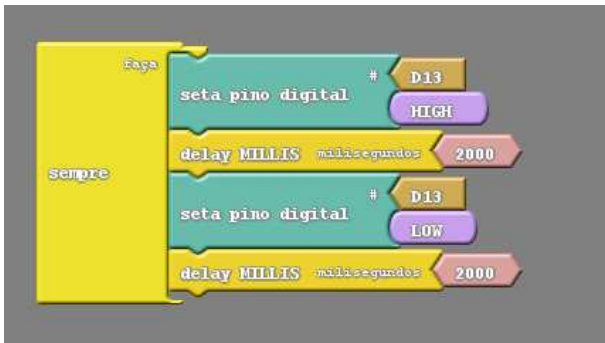 faça
seta pino digital # D13
HIGH
delay MILLIS milisegundos 2000
sempre
seta pino digital # D13
LOW
delay MILLIS milisegundos 2000